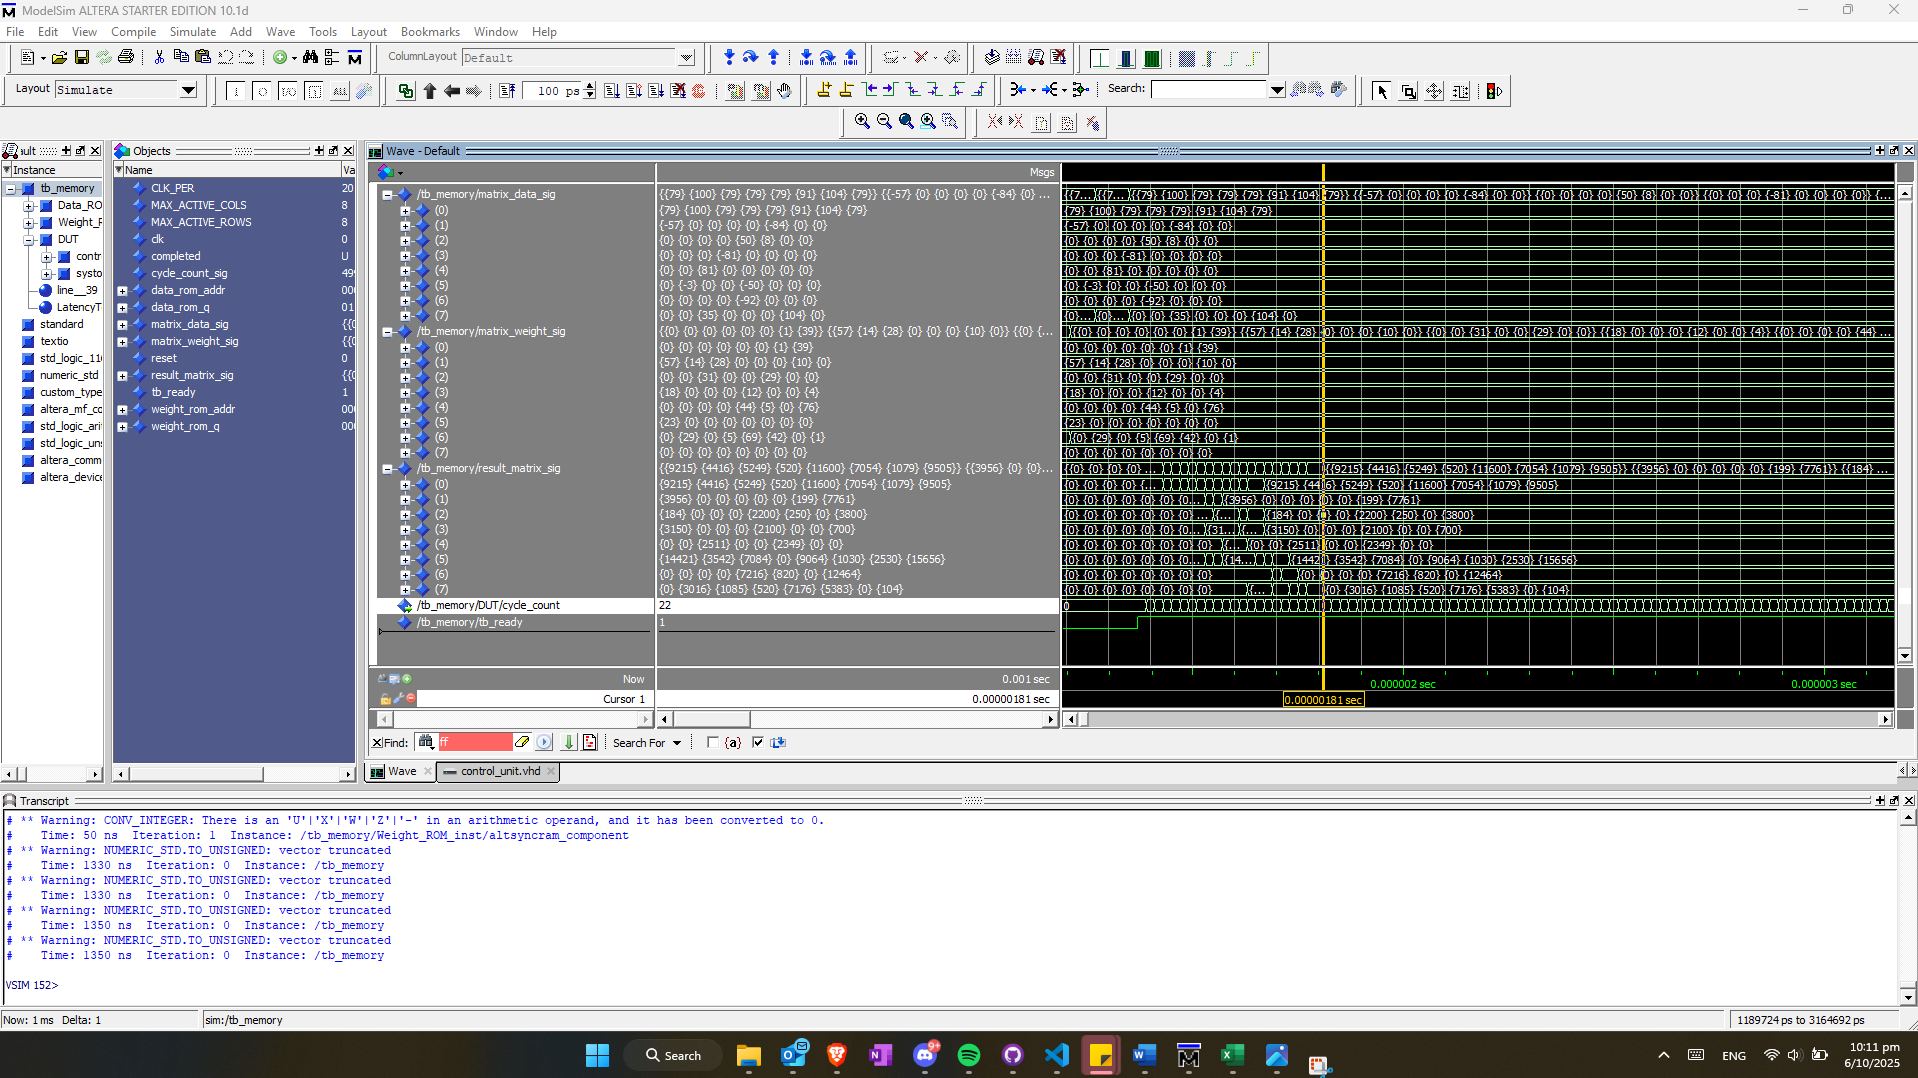 ModelSim ALTERA STARTER EDITION 10.1d
File Edit View Compile Simulate Add Wave Tools Layout Bookmarks Window Help
ColumnLayout Default
Layout Simulate
100 ps
Search:
ault
Objects
Wave - Default
Instance
Name
Va
Msgs
tb_memory
Data_RO
Weight_R
DUT
contr
systo
line__39
LatencyT
standard
textio
std_logic_116
numeric_std
custom_type
altera_mf_co
std_logic_arit
std_logic_uns
altera_comm
altera_device
CLK_PER 20
MAX_ACTIVE_COLS 8
MAX_ACTIVE_ROWS 8
clk 0
completed U
cycle_count_sig 499
data_rom_addr 000
data_rom_q 01
matrix_data_sig {{0
matrix_weight_sig {{0
reset 0
result_matrix_sig {{0
tb_ready 1
weight_rom_addr 000
weight_rom_q 000
/tb_memory/matrix_data_sig {{79} {100} {79} {79} {79} {91} {104} {79}} {{-57} {0} {0} {0} {0} {-84} {0} ...
(0) {79} {100} {79} {79} {79} {91} {104} {79}
(1) {-57} {0} {0} {0} {0} {-84} {0} {0}
(2) {0} {0} {0} {0} {50} {8} {0} {0}
(3) {0} {0} {0} {-81} {0} {0} {0} {0}
(4) {0} {0} {81} {0} {0} {0} {0} {0}
(5) {0} {-3} {0} {0} {-50} {0} {0} {0}
(6) {0} {0} {0} {0} {-92} {0} {0} {0}
(7) {0} {0} {35} {0} {0} {0} {104} {0}
/tb_memory/matrix_weight_sig {{0} {0} {0} {0} {0} {0} {1} {39}} {{57} {14} {28} {0} {0} {0} {10} {0}} {{0} {...
(0) {0} {0} {0} {0} {0} {0} {1} {39}
(1) {57} {14} {28} {0} {0} {0} {10} {0}
(2) {0} {0} {31} {0} {0} {29} {0} {0}
(3) {18} {0} {0} {0} {12} {0} {0} {4}
(4) {0} {0} {0} {0} {44} {5} {0} {76}
(5) {23} {0} {0} {0} {0} {0} {0} {0}
(6) {0} {29} {0} {5} {69} {42} {0} {1}
(7) {0} {0} {0} {0} {0} {0} {0} {0}
/tb_memory/result_matrix_sig {{9215} {4416} {5249} {520} {11600} {7054} {1079} {9505}} {{3956} {0} {0}...
(0) {9215} {4416} {5249} {520} {11600} {7054} {1079} {9505}
(1) {3956} {0} {0} {0} {0} {0} {199} {7761}
(2) {184} {0} {0} {0} {2200} {250} {0} {3800}
(3) {3150} {0} {0} {0} {2100} {0} {0} {700}
(4) {0} {0} {2511} {0} {0} {2349} {0} {0}
(5) {14421} {3542} {7084} {0} {9064} {1030} {2530} {15656}
(6) {0} {0} {0} {0} {7216} {820} {0} {12464}
(7) {0} {3016} {1085} {520} {7176} {5383} {0} {104}
/tb_memory/DUT/cycle_count 22
/tb_memory/tb_ready 1
Now 0.001 sec
Cursor 1 0.00000181 sec
0.000002 sec 0.000003 sec
0.00000181 sec
Find: ff Search For {a}
Wave control_unit.vhd
Transcript
# ** Warning: CONV_INTEGER: There is an 'U'|'X'|'W'|'Z'|'-' in an arithmetic operand, and it has been converted to 0.
# Time: 50 ns Iteration: 1 Instance: /tb_memory/Weight_ROM_inst/altsyncram_component
# ** Warning: NUMERIC_STD.TO_UNSIGNED: vector truncated
# Time: 1330 ns Iteration: 0 Instance: /tb_memory
# ** Warning: NUMERIC_STD.TO_UNSIGNED: vector truncated
# Time: 1330 ns Iteration: 0 Instance: /tb_memory
# ** Warning: NUMERIC_STD.TO_UNSIGNED: vector truncated
# Time: 1350 ns Iteration: 0 Instance: /tb_memory
# ** Warning: NUMERIC_STD.TO_UNSIGNED: vector truncated
# Time: 1350 ns Iteration: 0 Instance: /tb_memory
VSIM 152>
Now: 1 ms Delta: 1 sim:/tb_memory 1189724 ps to 3164692 ps
Search
ENG
10:11 pm
6/10/2025